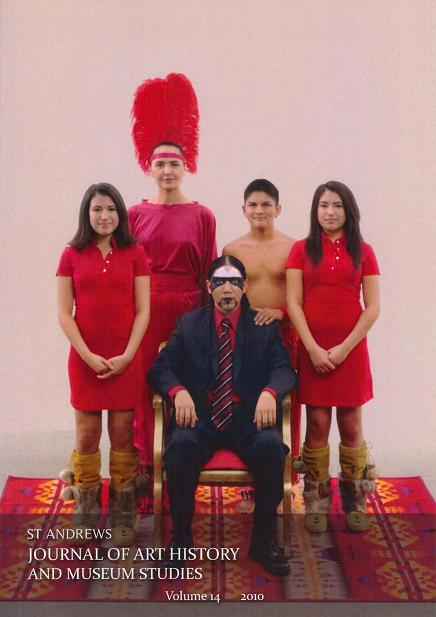 ST ANDREWS
JOURNAL OF ART HISTORY
AND MUSEUM STUDIES
Volume 14 2010